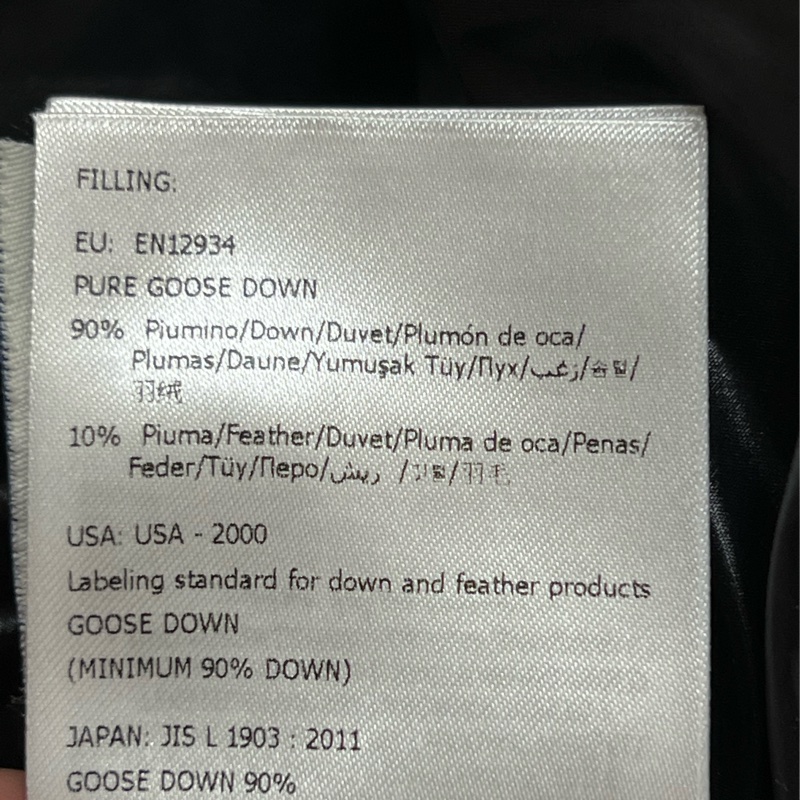 FILLING:
EU: EN12934
PURE GOOSE DOWN
90% Piumino/Down/Duvet/Plumón de oca/
Plumas/Daune/Yumuşak Tüy/Пух/زغب/솜털/
羽绒
10% Piuma/Feather/Duvet/Pluma de oca/Penas/
Feder/Tüy/Перо/ريش /깃털/羽毛
USA: USA - 2000
Labeling standard for down and feather products
GOOSE DOWN
(MINIMUM 90% DOWN)
JAPAN: JIS L 1903 : 2011
GOOSE DOWN 90%